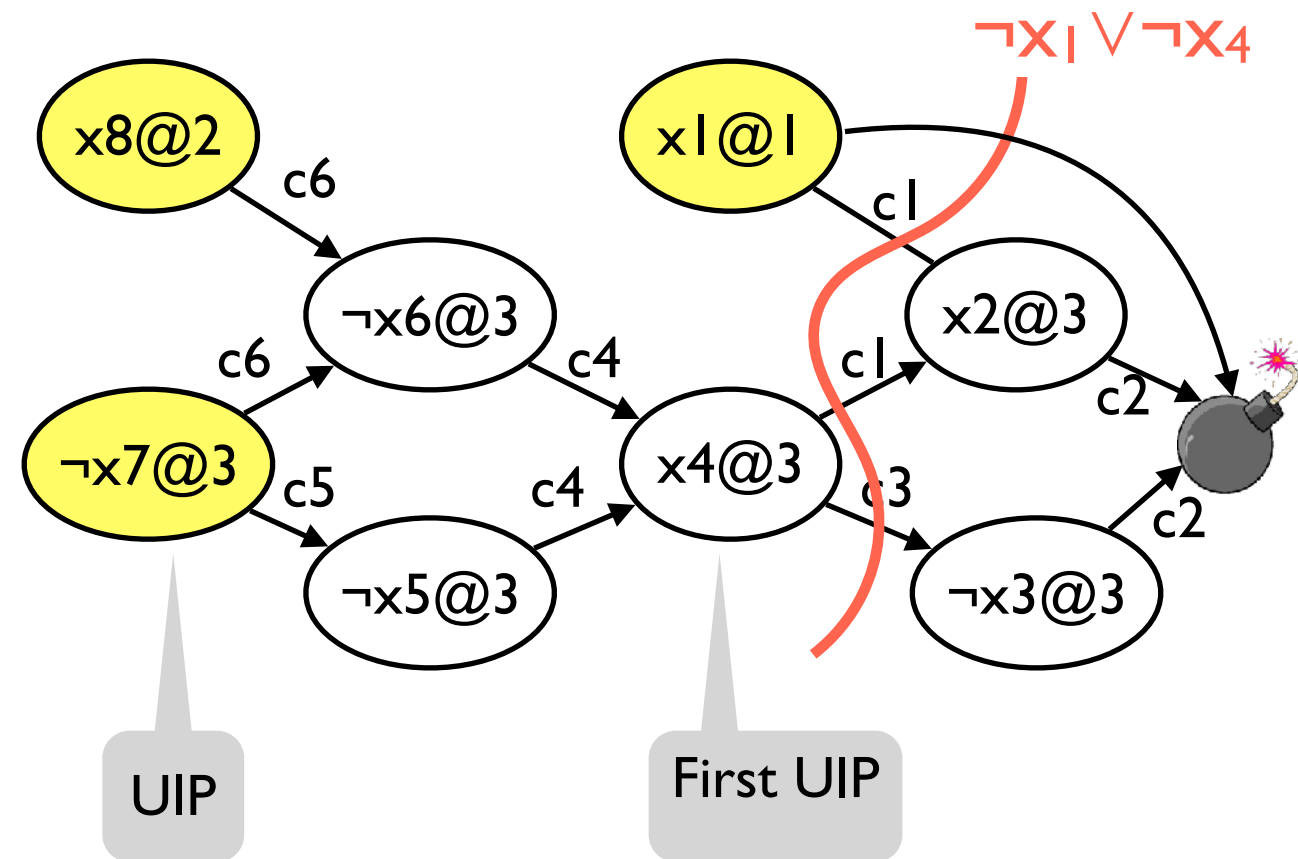 ¬x1∨¬x4
x8@2
x1@1
c6
c1
¬x6@3
x2@3
c6
c4
c1
c2
¬x7@3
x4@3
c5
c4
c3
c2
¬x5@3
¬x3@3
UIP
First UIP